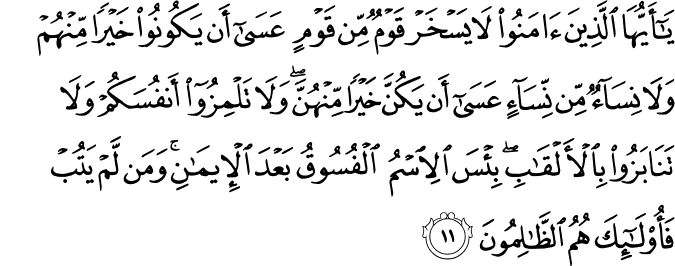 يَٰٓأَيُّهَا ٱلَّذِينَ ءَامَنُوا۟ لَا يَسْخَرْ قَوْمٌ مِّن قَوْمٍ عَسَىٰٓ أَن يَكُونُوا۟ خَيْرًا مِّنْهُمْ
وَلَا نِسَآءٌ مِّن نِّسَآءٍ عَسَىٰٓ أَن يَكُنَّ خَيْرًا مِّنْهُنَّ ۖ وَلَا تَلْمِزُوٓا۟ أَنفُسَكُمْ وَلَا
تَنَابَزُوا۟ بِٱلْأَلْقَٰبِ ۖ بِئْسَ ٱلِٱسْمُ ٱلْفُسُوقُ بَعْدَ ٱلْإِيمَٰنِ ۚ وَمَن لَّمْ يَتُبْ
فَأُو۟لَٰٓئِكَ هُمُ ٱلظَّٰلِمُونَ ١١